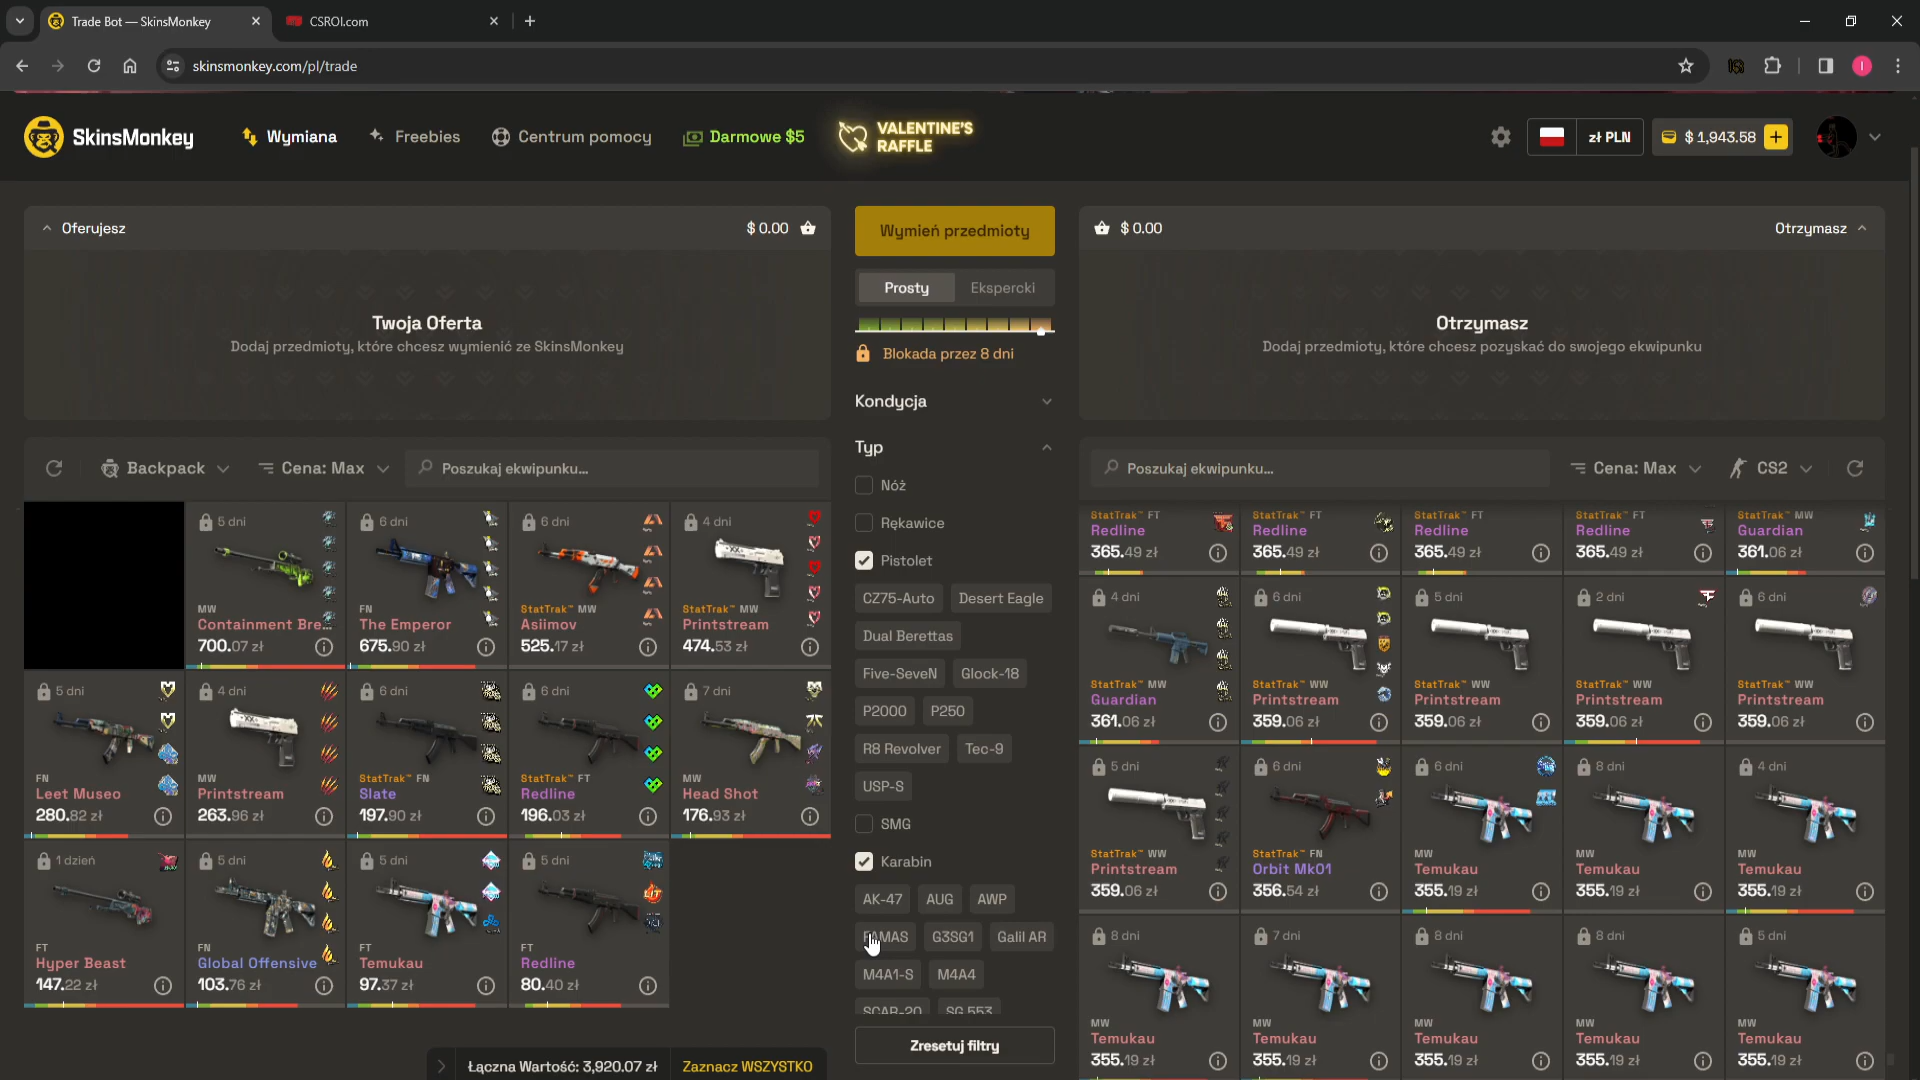 Trade Bot — SkinsMonkey
CSROI.com
skinsmonkey.com/pl/trade
SkinsMonkey
Wymiana
Freebies
Centrum pomocy
Darmowe $5
VALENTINE'S
RAFFLE
zł PLN
$ 1,943.58
Oferujesz
$ 0.00
Twoja Oferta
Dodaj przedmioty, które chcesz wymienić ze SkinsMonkey
Wymień przedmioty
Prosty
Ekspercki
Blokada przez 8 dni
$ 0.00
Otrzymasz
Otrzymasz
Dodaj przedmioty, które chcesz pozyskać do swojego ekwipunku
Backpack
Cena: Max
Poszukaj ekwipunku...
5 dni
MW
Containment Bre...
700.07 zł
6 dni
FN
The Emperor
675.90 zł
6 dni
StatTrak™ MW
Asiimov
525.17 zł
4 dni
StatTrak™ MW
Printstream
474.53 zł
5 dni
FN
Leet Museo
280.82 zł
4 dni
MW
Printstream
263.96 zł
6 dni
StatTrak™ FN
Slate
197.90 zł
6 dni
StatTrak™ FT
Redline
196.03 zł
7 dni
MW
Head Shot
176.93 zł
1 dzień
FT
Hyper Beast
147.22 zł
5 dni
FN
Global Offensive
103.76 zł
5 dni
FT
Temukau
97.37 zł
5 dni
FT
Redline
80.40 zł
Łączna Wartość: 3,920.07 zł
Zaznacz WSZYSTKO
Kondycja
Typ
Nóż
Rękawice
Pistolet
CZ75-Auto
Desert Eagle
Dual Berettas
Five-SeveN
Glock-18
P2000
P250
R8 Revolver
Tec-9
USP-S
SMG
Karabin
AK-47
AUG
AWP
FAMAS
G3SG1
Galil AR
M4A1-S
M4A4
SCAR-20
SG 553
Zresetuj filtry
Poszukaj ekwipunku...
Cena: Max
CS2
StatTrak™ FT
Redline
365.49 zł
StatTrak™ FT
Redline
365.49 zł
StatTrak™ FT
Redline
365.49 zł
StatTrak™ FT
Redline
365.49 zł
StatTrak™ MW
Guardian
361.06 zł
4 dni
StatTrak™ MW
Guardian
361.06 zł
6 dni
StatTrak™ WW
Printstream
359.06 zł
5 dni
StatTrak™ WW
Printstream
359.06 zł
2 dni
StatTrak™ WW
Printstream
359.06 zł
6 dni
StatTrak™ WW
Printstream
359.06 zł
5 dni
StatTrak™ WW
Printstream
359.06 zł
6 dni
StatTrak™ FN
Orbit Mk01
356.54 zł
6 dni
MW
Temukau
355.19 zł
8 dni
MW
Temukau
355.19 zł
4 dni
MW
Temukau
355.19 zł
8 dni
MW
Temukau
355.19 zł
7 dni
MW
Temukau
355.19 zł
8 dni
MW
Temukau
355.19 zł
8 dni
MW
Temukau
355.19 zł
5 dni
MW
Temukau
355.19 zł